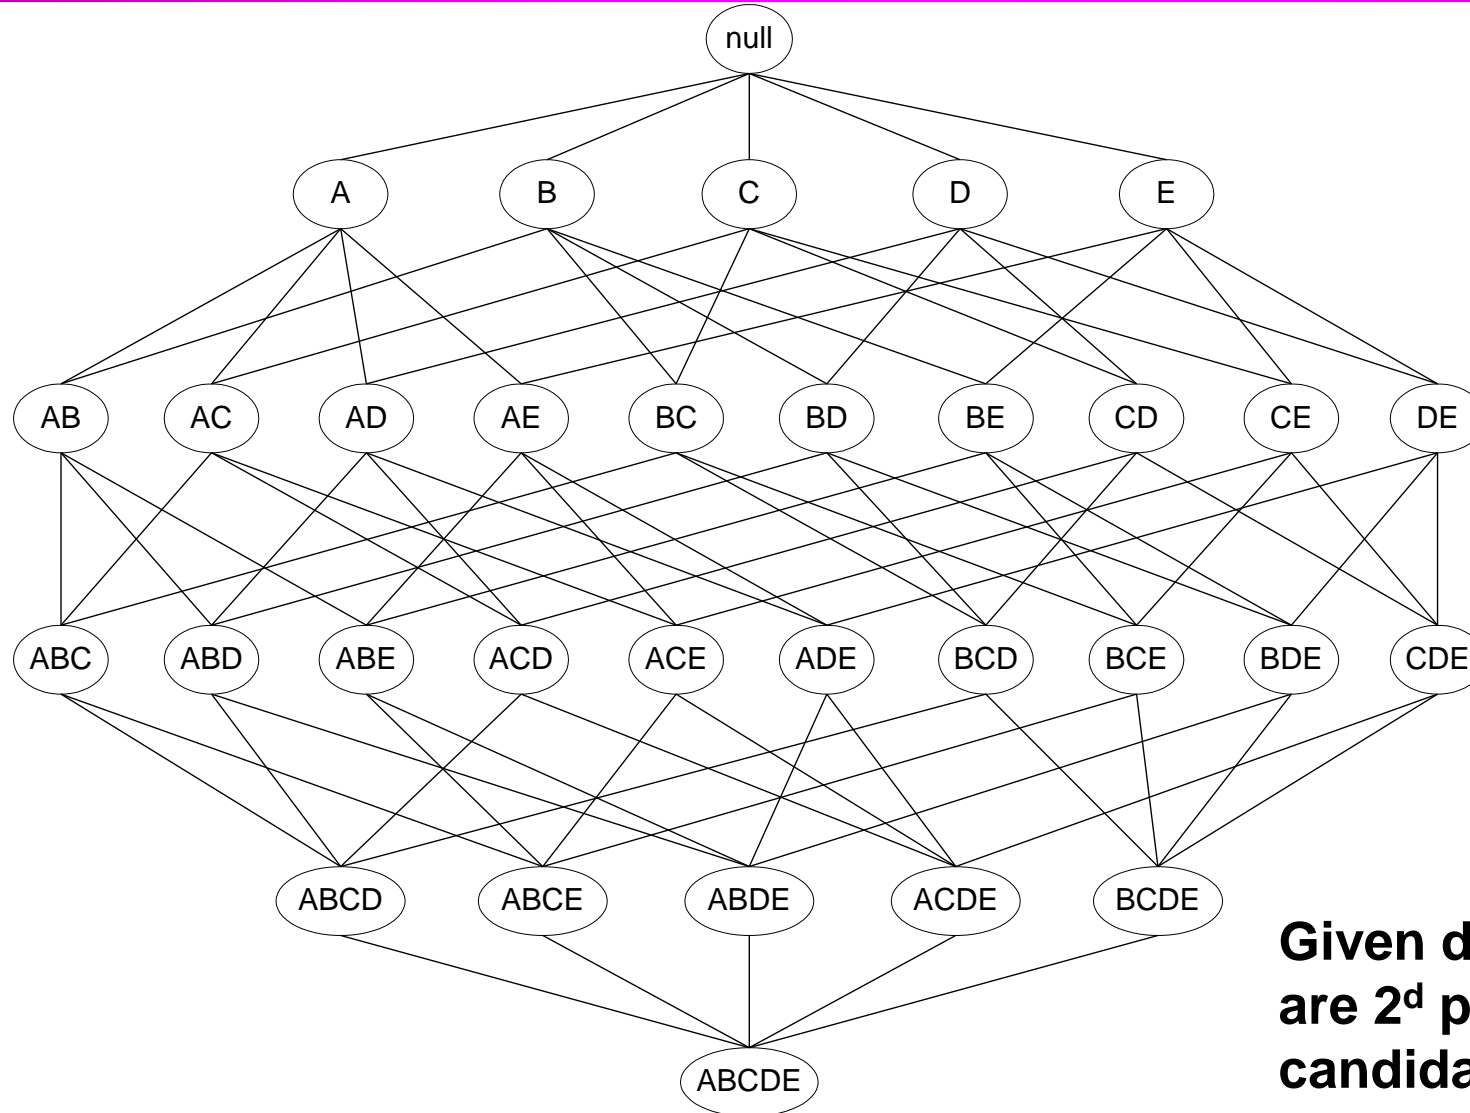 null
A B C D E
AB AC AD AE BC BD BE CD CE DE
ABC ABD ABE ACD ACE ADE BCD BCE BDE CDE
ABCD ABCE ABDE ACDE BCDE
Given d
are 2ᵈ p
candida
ABCDE